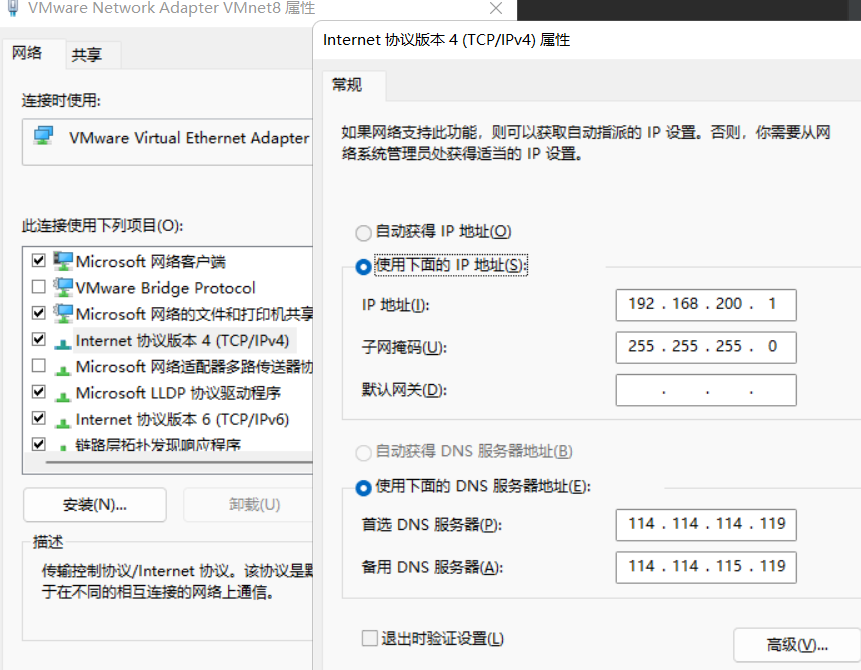 VMware Network Adapter VMnet8 属性
网络
共享
连接时使用:
VMware Virtual Ethernet Adapter
此连接使用下列项目(O):
Microsoft 网络客户端
VMware Bridge Protocol
Microsoft 网络的文件和打印机共享
Internet 协议版本 4 (TCP/IPv4)
Microsoft 网络适配器多路传送器协
Microsoft LLDP 协议驱动程序
Internet 协议版本 6 (TCP/IPv6)
链路层拓扑发现响应程序
安装(N)...
卸载(U)
描述
传输控制协议/Internet 协议。该协议是默
于在不同的相互连接的网络上通信。
Internet 协议版本 4 (TCP/IPv4) 属性
常规
如果网络支持此功能，则可以获取自动指派的 IP 设置。否则，你需要从网
络系统管理员处获得适当的 IP 设置。
自动获得 IP 地址(O)
使用下面的 IP 地址(S):
IP 地址(I):
192 . 168 . 200 . 1
子网掩码(U):
255 . 255 . 255 . 0
默认网关(D):
. . .
自动获得 DNS 服务器地址(B)
使用下面的 DNS 服务器地址(E):
首选 DNS 服务器(P):
114 . 114 . 114 . 119
备用 DNS 服务器(A):
114 . 114 . 115 . 119
退出时验证设置(L)
高级(V)...